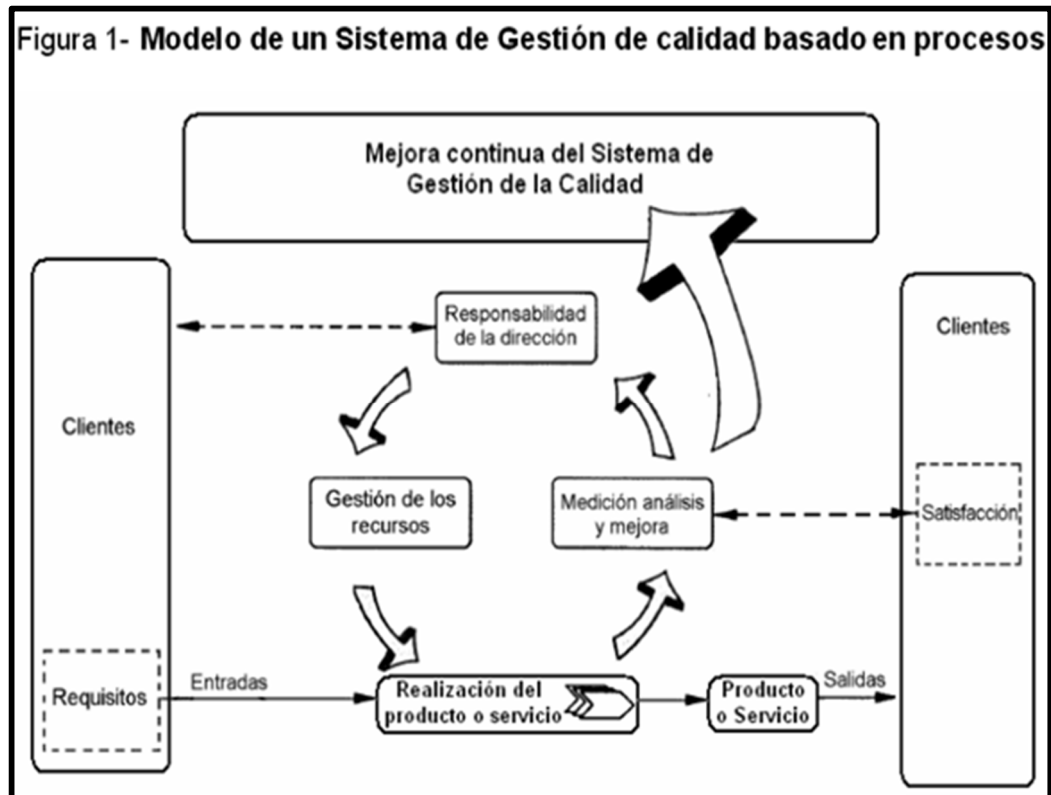 Figura 1- Modelo de un Sistema de Gestión de calidad basado en procesos
Mejora continua del Sistema de
Gestión de la Calidad
Responsabilidad
de la dirección
Clientes
Clientes
Gestión de los
recursos
Medición análisis
y mejora
Satisfacción
Requisitos
Entradas
Realización del
producto o servicio
Producto
o Servicio
Salidas